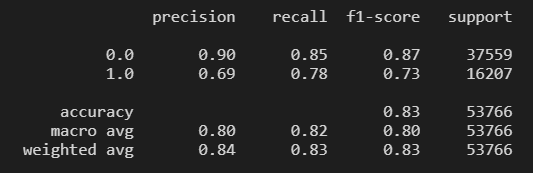 precision recall f1-score support
0.0 0.90 0.85 0.87 37559
1.0 0.69 0.78 0.73 16207
accuracy 0.83 53766
macro avg 0.80 0.82 0.80 53766
weighted avg 0.84 0.83 0.83 53766